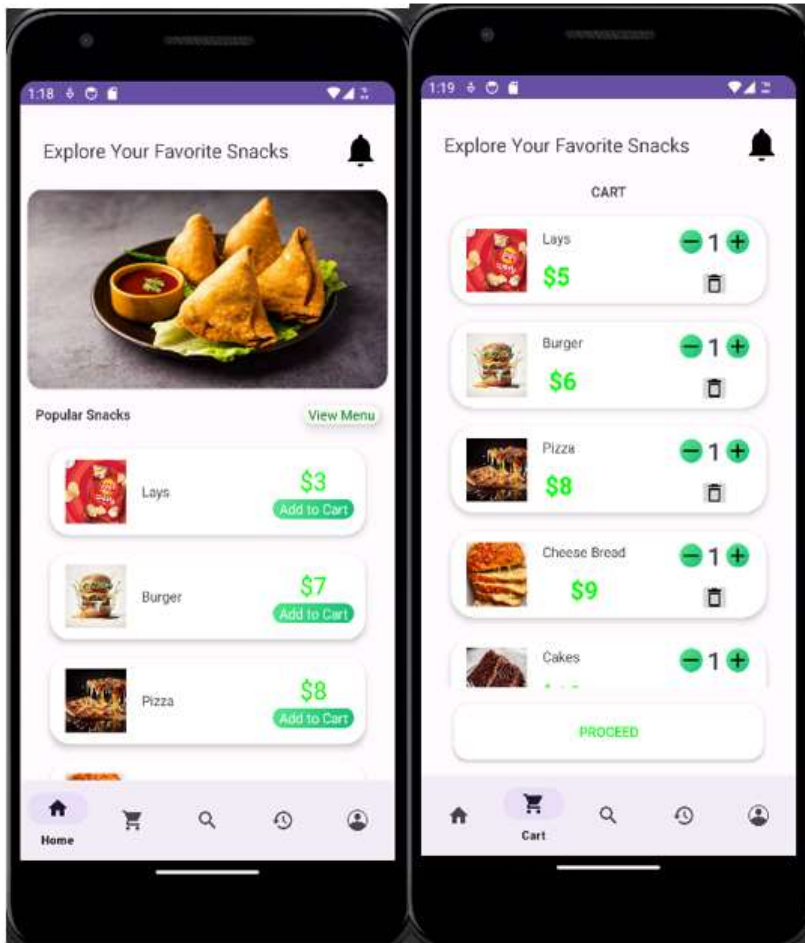 1:18
Explore Your Favorite Snacks
Popular Snacks
View Menu
Lays
$3
Add to Cart
Burger
$7
Add to Cart
Pizza
$8
Add to Cart
Home
1:19
Explore Your Favorite Snacks
CART
Lays
1
$5
Burger
1
$6
Pizza
1
$8
Cheese Bread
1
$9
Cakes
1
PROCEED
Cart